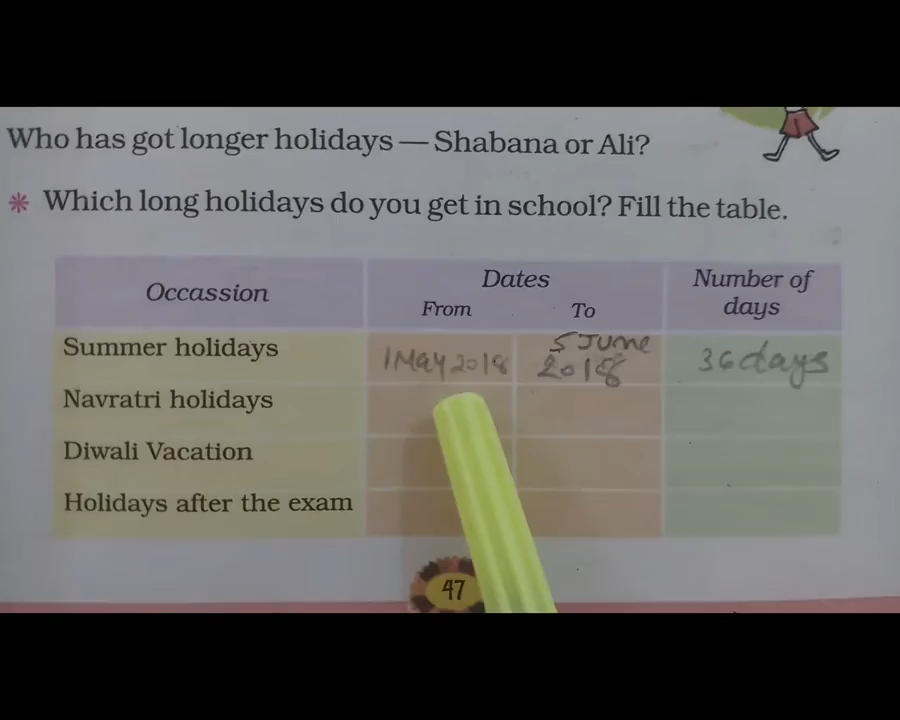 Who has got longer holidays — Shabana or Ali?
* Which long holidays do you get in school? Fill the table.
Occassion Dates Number of days
From To
Summer holidays 1 May 2018 5 June 2018 36 days
Navratri holidays
Diwali Vacation
Holidays after the exam
47